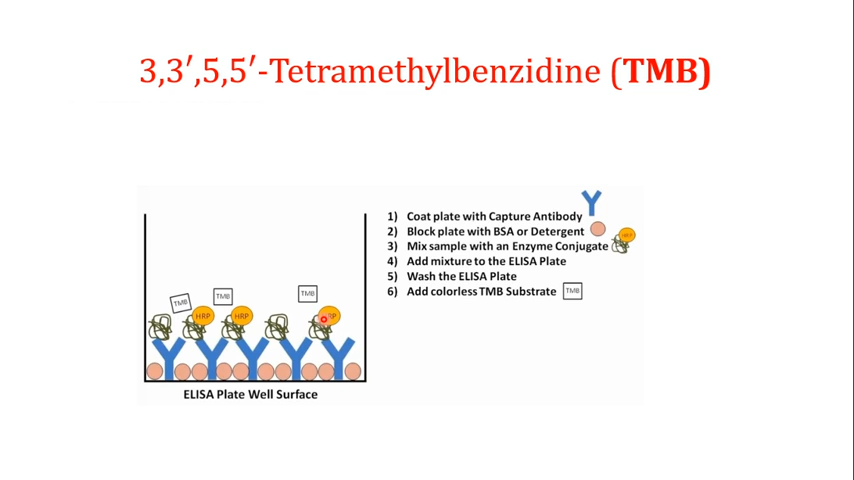 3,3′,5,5′-Tetramethylbenzidine (TMB)
1) Coat plate with Capture Antibody
2) Block plate with BSA or Detergent
3) Mix sample with an Enzyme Conjugate
HRP
4) Add mixture to the ELISA Plate
5) Wash the ELISA Plate
6) Add colorless TMB Substrate
TMB
TMB
TMB
TMB
HRP
HRP
RP
ELISA Plate Well Surface